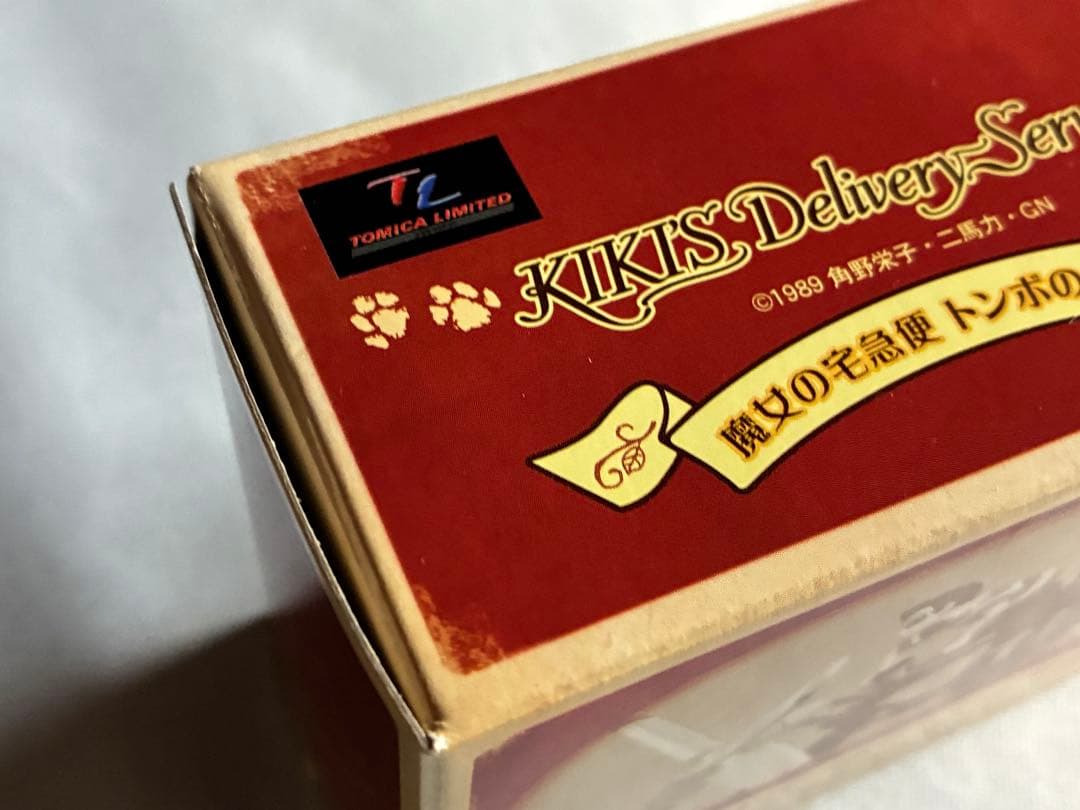 TL
TOMICA LIMITED
KIKI'S Delivery Serv
©1989 角野栄子・二馬力・GN
魔女の宅急便 トンボの